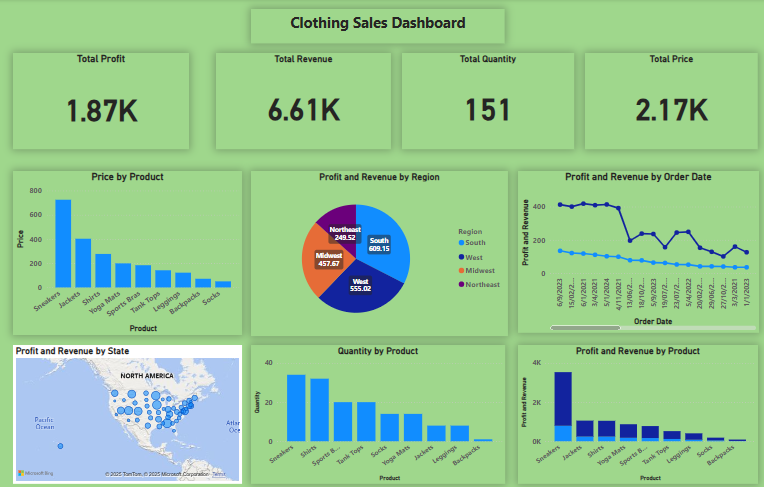 Clothing Sales Dashboard
Total Profit
1.87K
Total Revenue
6.61K
Total Quantity
151
Total Price
2.17K
Price by Product
Price
800
600
400
200
0
Sneakers
Jackets
Shirts
Yoga Mats
Sports Bras
Tank Tops
Leggings
Backpacks
Socks
Product
Profit and Revenue by Region
Northeast
249.52
South
609.15
Midwest
457.67
West
555.02
Region
South
West
Midwest
Northeast
Profit and Revenue by Order Date
Profit and Revenue
400
200
0
6/9/2023
15/02/2...
6/1/2021
3/4/2021
5/1/2024
4/11/2021
13/06/2...
18/10/2...
5/9/2023
19/07/2...
23/07/2...
5/4/2022
20/02/2...
29/06/2...
27/10/2...
3/3/2021
1/1/2023
Order Date
Profit and Revenue by State
NORTH AMERICA
Pacific
Ocean
Atlar
Oce
Microsoft Bing
© 2025 TomTom, © 2025 Microsoft Corporation Terms
Quantity by Product
Quantity
40
20
0
Sneakers
Shirts
Sports B...
Tank Tops
Socks
Yoga Mats
Jackets
Leggings
Backpacks
Product
Profit and Revenue by Product
Profit and Revenue
4K
2K
0K
Sneakers
Jackets
Shirts
Yoga Mats
Sports B...
Tank Tops
Leggings
Socks
Backpacks
Product